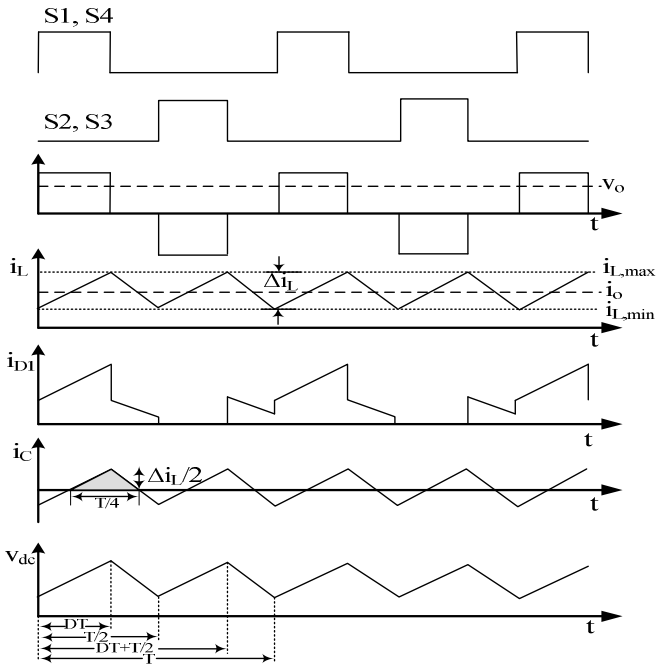 S1, S4
S2, S3
vo
t
iL
iL,max
ΔiL
io
iL,min
t
iD1
t
iC
ΔiL/2
T/4
t
vdc
t
DT
T/2
DT+T/2
T